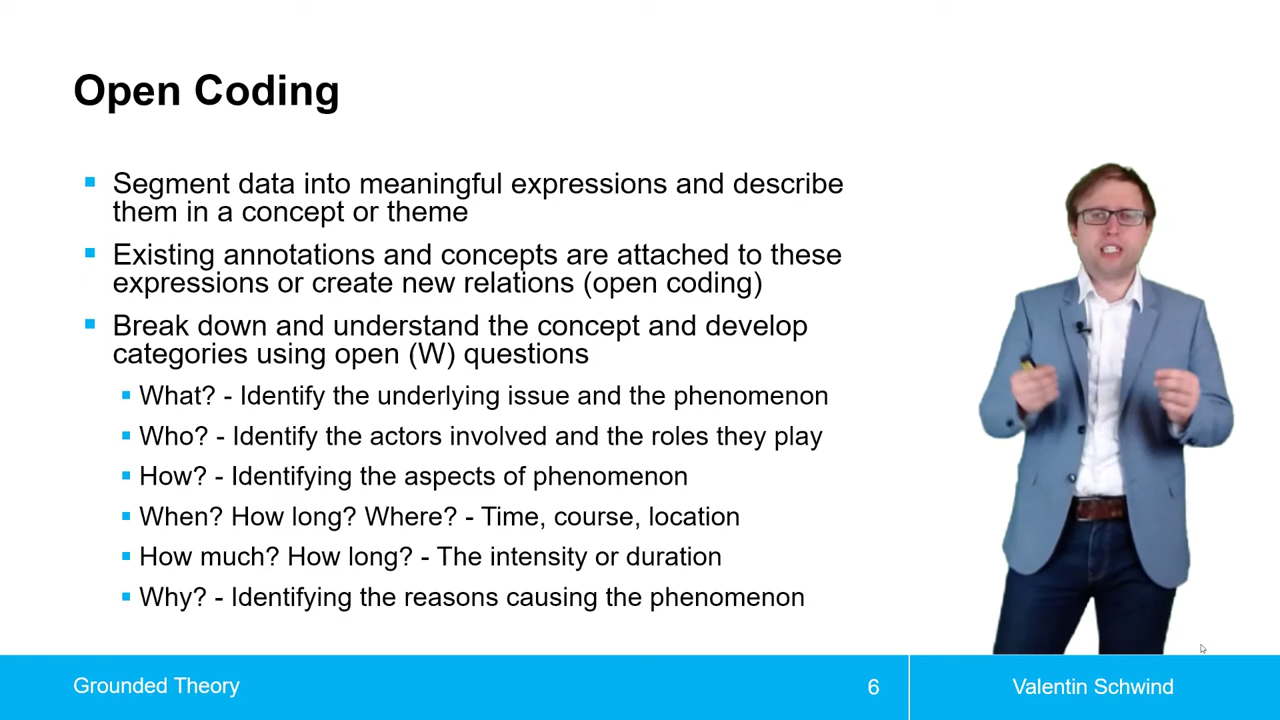 Open Coding
Segment data into meaningful expressions and describe
them in a concept or theme
Existing annotations and concepts are attached to these
expressions or create new relations (open coding)
Break down and understand the concept and develop
categories using open (W) questions
What? - Identify the underlying issue and the phenomenon
Who? - Identify the actors involved and the roles they play
How? - Identifying the aspects of phenomenon
When? How long? Where? - Time, course, location
How much? How long? - The intensity or duration
Why? - Identifying the reasons causing the phenomenon
Grounded Theory
6
Valentin Schwind